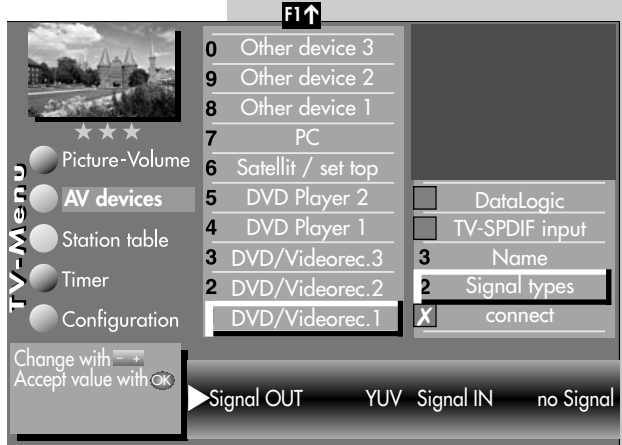 F1↑
TV-Menu
Picture-Volume
AV devices
Station table
Timer
Configuration
0 Other device 3
9 Other device 2
8 Other device 1
7 PC
6 Satellit / set top
5 DVD Player 2
4 DVD Player 1
3 DVD/Videorec.3
2 DVD/Videorec.2
DVD/Videorec.1
DataLogic
TV-SPDIF input
3 Name
2 Signal types
X connect
Change with - +
Accept value with OK
Signal OUT YUV Signal IN no Signal